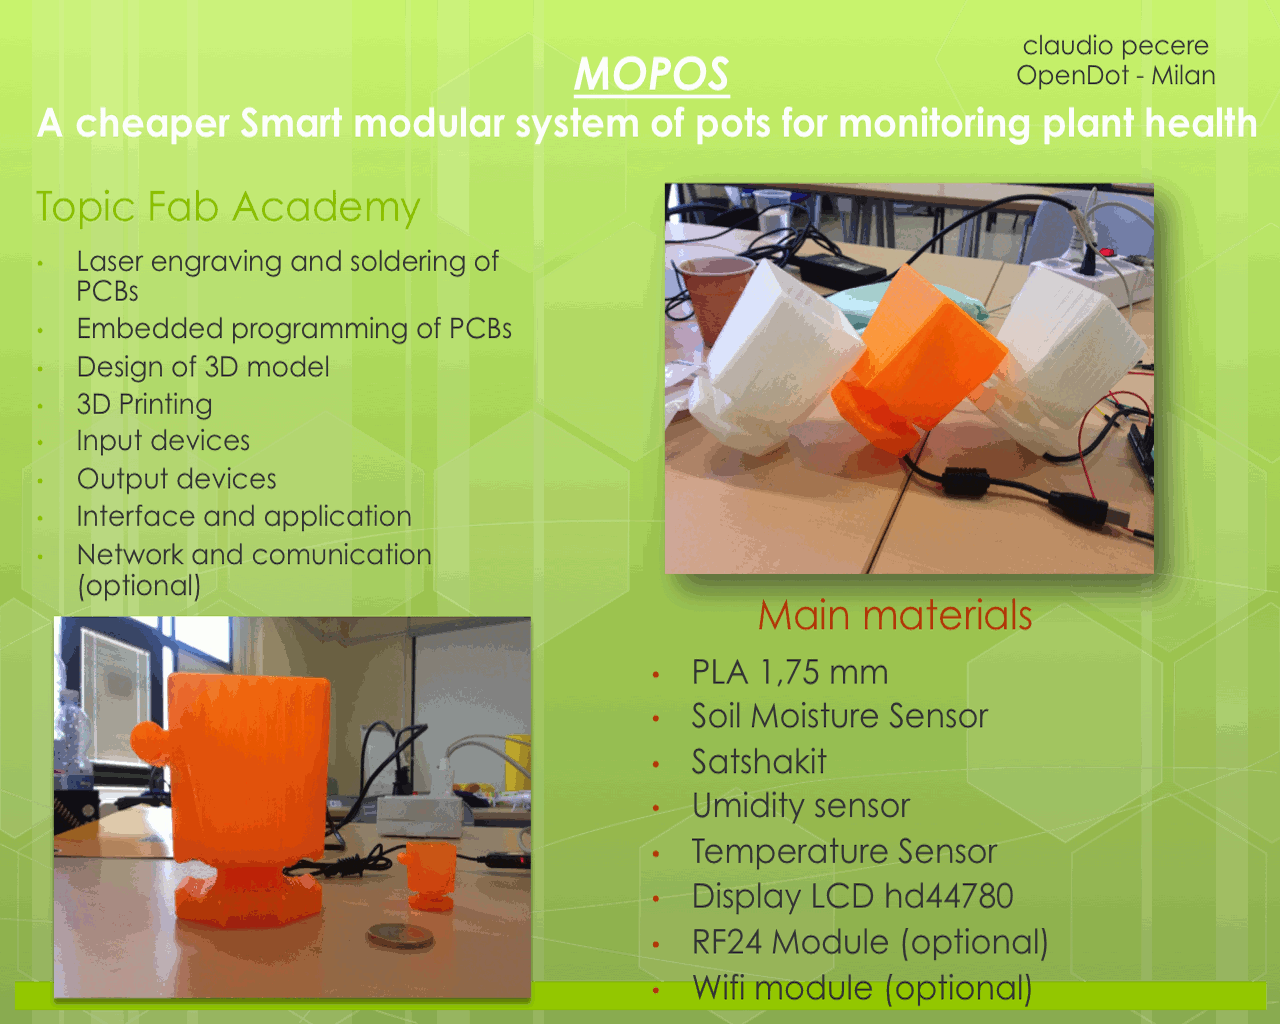 claudio pecere
OpenDot - Milan
MOPOS
A cheaper Smart modular system of pots for monitoring plant health
Topic Fab Academy
• Laser engraving and soldering of
PCBs
• Embedded programming of PCBs
• Design of 3D model
• 3D Printing
• Input devices
• Output devices
• Interface and application
• Network and comunication
(optional)
Main materials
• PLA 1,75 mm
• Soil Moisture Sensor
• Satshakit
• Umidity sensor
• Temperature Sensor
• Display LCD hd44780
• RF24 Module (optional)
• Wifi module (optional)